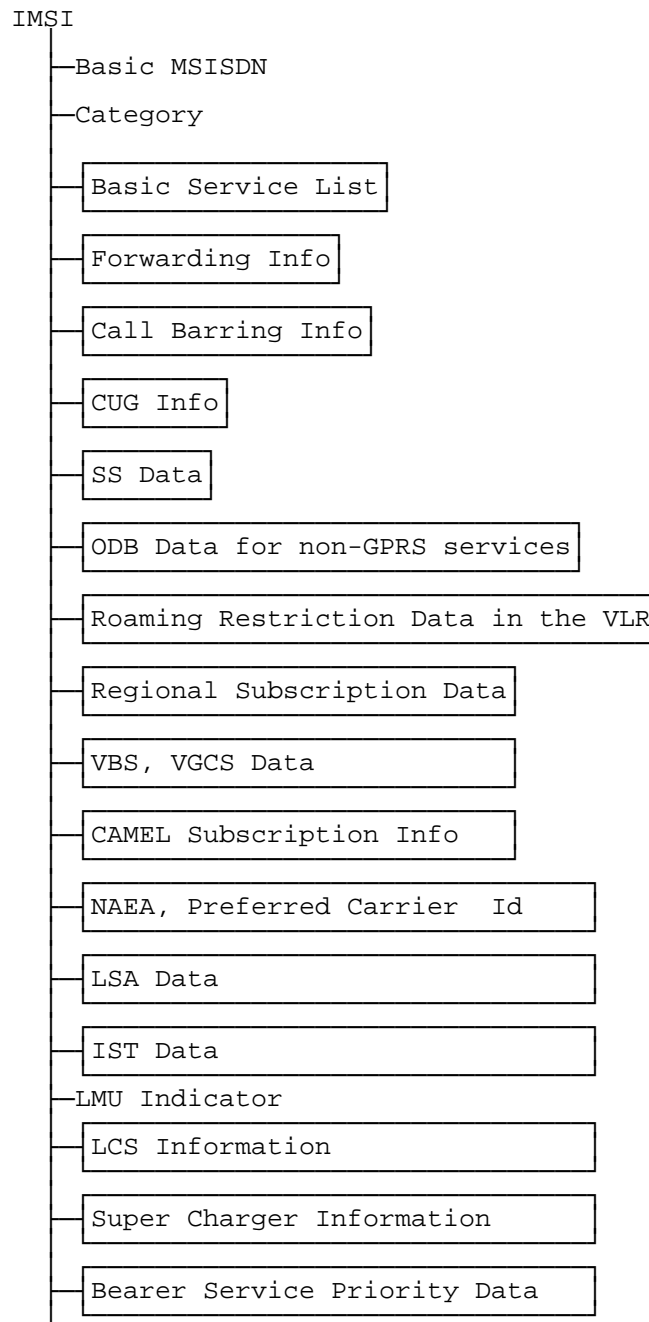 IMSI
Basic MSISDN
Category
Basic Service List
Forwarding Info
Call Barring Info
CUG Info
SS Data
ODB Data for non-GPRS services
Roaming Restriction Data in the VLR
Regional Subscription Data
VBS, VGCS Data
CAMEL Subscription Info
NAEA, Preferred Carrier  Id
LSA Data
IST Data
LMU Indicator
LCS Information
Super Charger Information
Bearer Service Priority Data